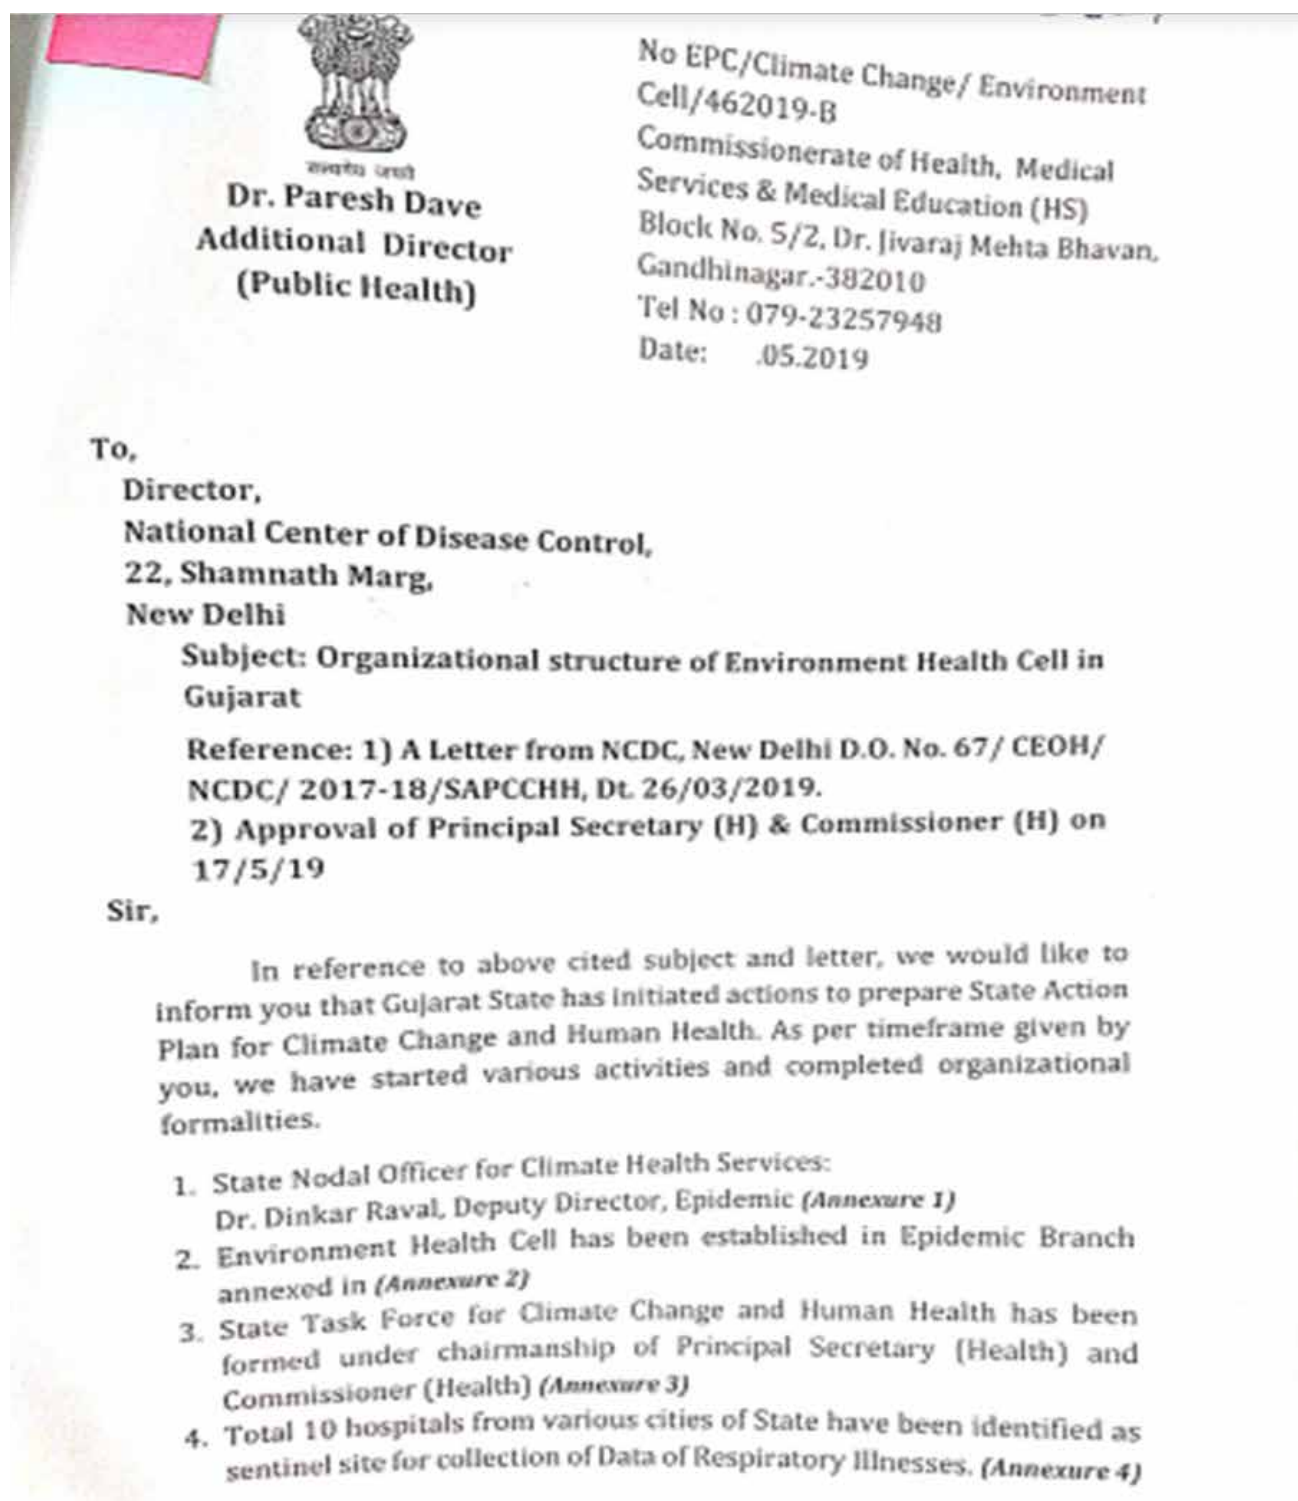 सत्यमेव जयते
Dr. Paresh Dave
Additional Director
(Public Health)
No EPC/Climate Change/ Environment
Cell/462019-B
Commissionerate of Health, Medical
Services & Medical Education (HS)
Block No. 5/2, Dr. Jivaraj Mehta Bhavan,
Gandhinagar.-382010
Tel No : 079-23257948
Date: .05.2019
To,
Director,
National Center of Disease Control,
22, Shamnath Marg,
New Delhi
Subject: Organizational structure of Environment Health Cell in
Gujarat
Reference: 1) A Letter from NCDC, New Delhi D.O. No. 67/ CEOH/
NCDC/ 2017-18/SAPCCHH, Dt. 26/03/2019.
2) Approval of Principal Secretary (H) & Commissioner (H) on
17/5/19
Sir,
In reference to above cited subject and letter, we would like to
inform you that Gujarat State has initiated actions to prepare State Action
Plan for Climate Change and Human Health. As per timeframe given by
you, we have started various activities and completed organizational
formalities.
1. State Nodal Officer for Climate Health Services:
Dr. Dinkar Raval, Deputy Director, Epidemic (Annexure 1)
2. Environment Health Cell has been established in Epidemic Branch
annexed in (Annexure 2)
3. State Task Force for Climate Change and Human Health has been
formed under chairmanship of Principal Secretary (Health) and
Commissioner (Health) (Annexure 3)
4. Total 10 hospitals from various cities of State have been identified as
sentinel site for collection of Data of Respiratory Illnesses. (Annexure 4)